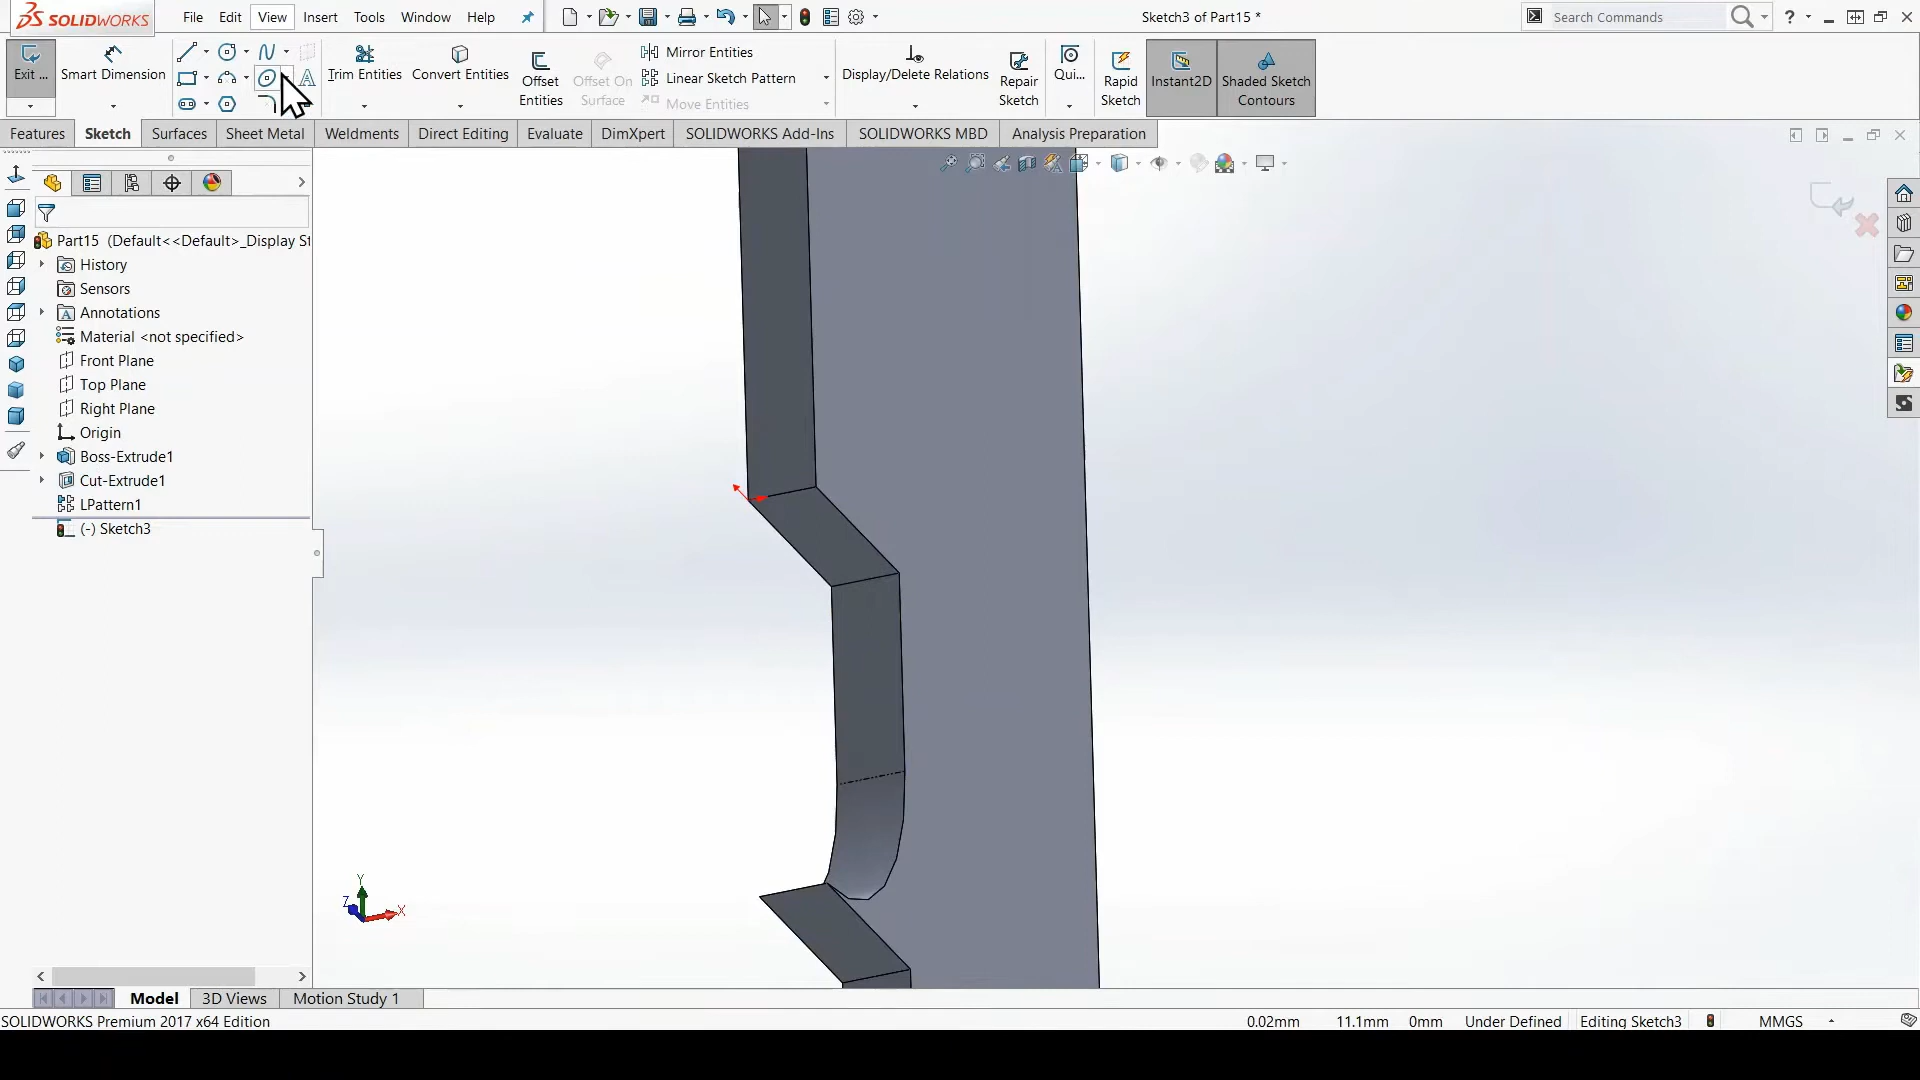 SOLIDWORKS File Edit View Insert Tools Window Help Sketch3 of Part15 * Search Commands
Exit ... Smart Dimension Trim Entities Convert Entities Offset Entities Offset On Surface Mirror Entities Display/Delete Relations Repair Sketch Qui... Rapid Sketch Instant2D Shaded Sketch Contours
Linear Sketch Pattern
Move Entities
Features Sketch Surfaces Sheet Metal Weldments Direct Editing Evaluate DimXpert SOLIDWORKS Add-Ins SOLIDWORKS MBD Analysis Preparation
Part15 (Default<<Default>_Display St
History
Sensors
Annotations
Material <not specified>
Front Plane
Top Plane
Right Plane
Origin
Boss-Extrude1
Cut-Extrude1
LPattern1
(-) Sketch3
Y
Z
X
Model 3D Views Motion Study 1
SOLIDWORKS Premium 2017 x64 Edition 0.02mm 11.1mm 0mm Under Defined Editing Sketch3 MMGS